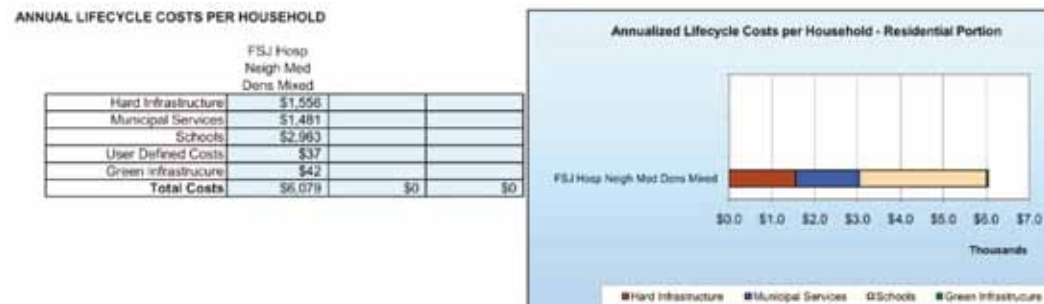 ANNUAL LIFECYCLE COSTS PER HOUSEHOLD
FSJ Hosp
Neigh Med
Dens Mixed
Hard Infrastructure $1,556
Municipal Services $1,481
Schools $2,963
User Defined Costs $37
Green Infrastrucure $42
Total Costs $6,079 $0 $0
Annualized Lifecycle Costs per Household - Residential Portion
FSJ Hosp Neigh Med Dens Mixed
$0.0 $1.0 $2.0 $3.0 $4.0 $5.0 $6.0 $7.0
Thousands
Hard Infrastructure Municipal Services Schools Green Infrastrucure